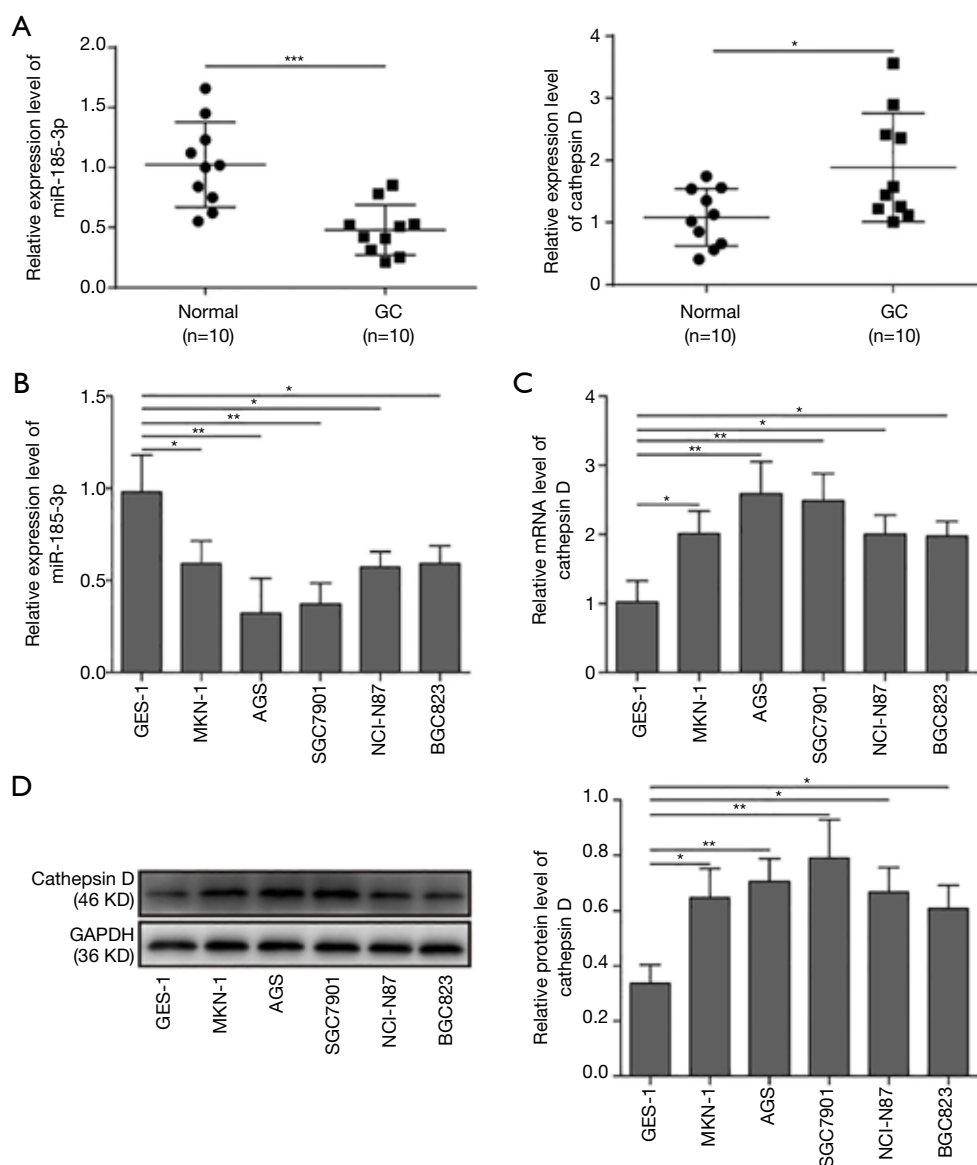 A
Relative expression level of
miR-185-3p
2.0
1.5
1.0
0.5
0.0
***
Normal
(n=10)
GC
(n=10)
Relative expression level
of cathepsin D
4
3
2
1
0
*
Normal
(n=10)
GC
(n=10)
B
Relative expression level of
miR-185-3p
1.5
1.0
0.5
0.0
*
*
**
**
*
GES-1
MKN-1
AGS
SGC7901
NCI-N87
BGC823
C
Relative mRNA level of
cathepsin D
4
3
2
1
0
*
*
**
**
*
GES-1
MKN-1
AGS
SGC7901
NCI-N87
BGC823
D
Cathepsin D
(46 KD)
GAPDH
(36 KD)
GES-1
MKN-1
AGS
SGC7901
NCI-N87
BGC823
Relative protein level of
cathepsin D
1.0
0.8
0.6
0.4
0.2
0.0
*
*
**
**
*
GES-1
MKN-1
AGS
SGC7901
NCI-N87
BGC823